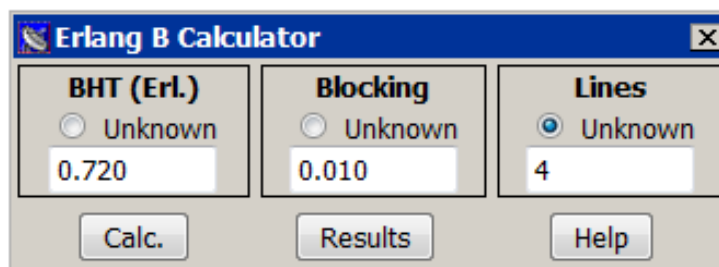 Erlang B Calculator
BHT (Erl.) Blocking Lines
Unknown Unknown Unknown
0.720 0.010 4
Calc. Results Help